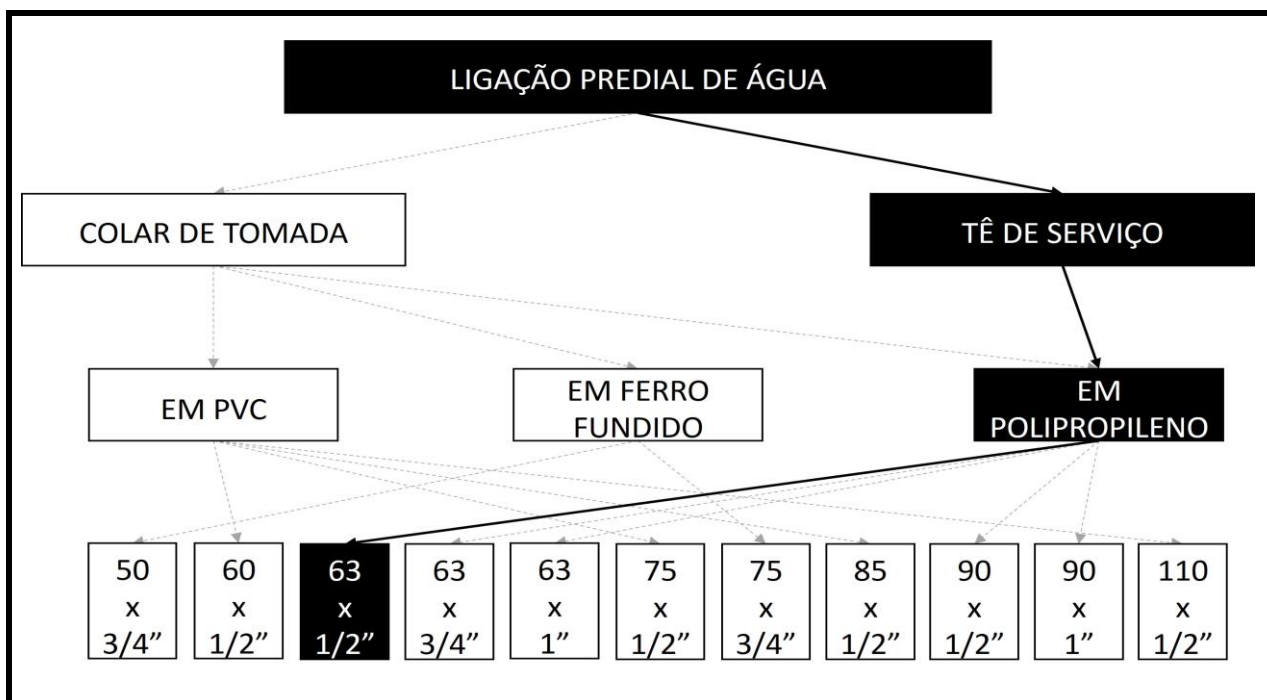 LIGAÇÃO PREDIAL DE ÁGUA
COLAR DE TOMADA
TÊ DE SERVIÇO
EM PVC
EM FERRO
FUNDIDO
EM
POLIPROPILENO
50
x
3/4”
60
x
1/2”
63
x
1/2”
63
x
3/4”
63
x
1”
75
x
1/2”
75
x
3/4”
85
x
1/2”
90
x
1/2”
90
x
1”
110
x
1/2”